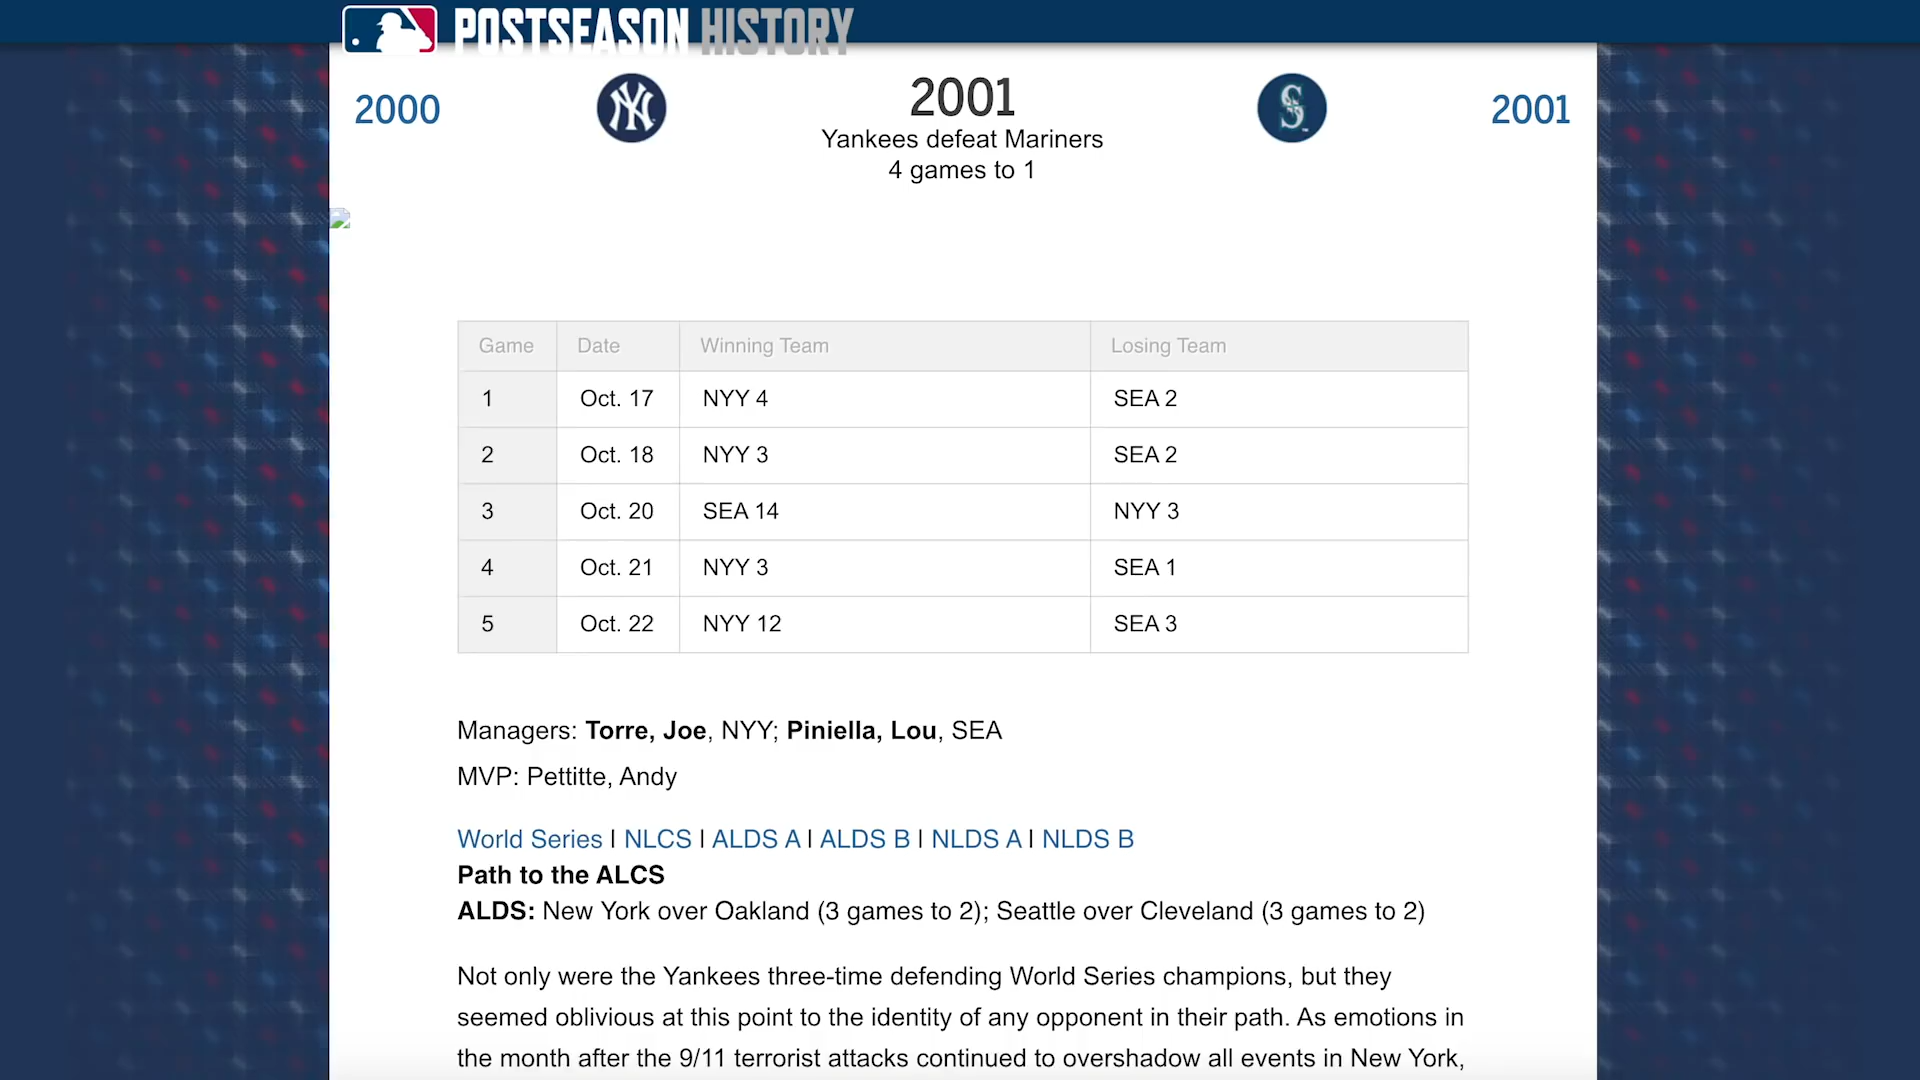 POSTSEASON HISTORY
2000
2001
2001
Yankees defeat Mariners
4 games to 1
Game Date Winning Team Losing Team
1 Oct. 17 NYY 4 SEA 2
2 Oct. 18 NYY 3 SEA 2
3 Oct. 20 SEA 14 NYY 3
4 Oct. 21 NYY 3 SEA 1
5 Oct. 22 NYY 12 SEA 3
Managers: Torre, Joe, NYY; Piniella, Lou, SEA
MVP: Pettitte, Andy
World Series | NLCS | ALDS A | ALDS B | NLDS A | NLDS B
Path to the ALCS
ALDS: New York over Oakland (3 games to 2); Seattle over Cleveland (3 games to 2)
Not only were the Yankees three-time defending World Series champions, but they
seemed oblivious at this point to the identity of any opponent in their path. As emotions in
the month after the 9/11 terrorist attacks continued to overshadow all events in New York,